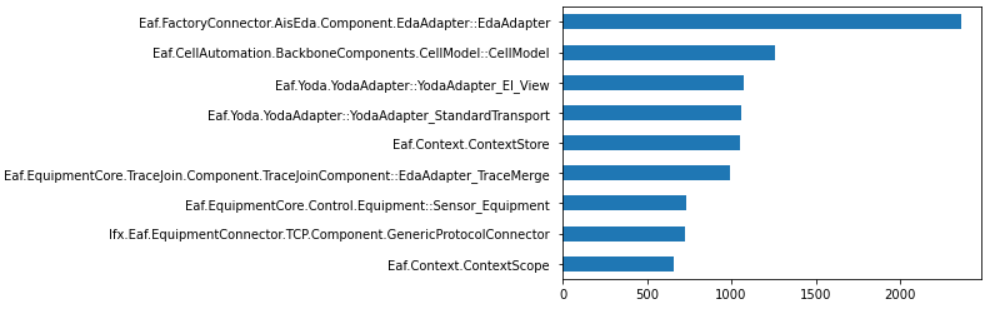 Eaf.FactoryConnector.AisEda.Component.EdaAdapter::EdaAdapter
Eaf.CellAutomation.BackboneComponents.CellModel::CellModel
Eaf.Yoda.YodaAdapter::YodaAdapter_EI_View
Eaf.Yoda.YodaAdapter::YodaAdapter_StandardTransport
Eaf.Context.ContextStore
Eaf.EquipmentCore.TraceJoin.Component.TraceJoinComponent::EdaAdapter_TraceMerge
Eaf.EquipmentCore.Control.Equipment::Sensor_Equipment
Ifx.Eaf.EquipmentConnector.TCP.Component.GenericProtocolConnector
Eaf.Context.ContextScope
0 500 1000 1500 2000